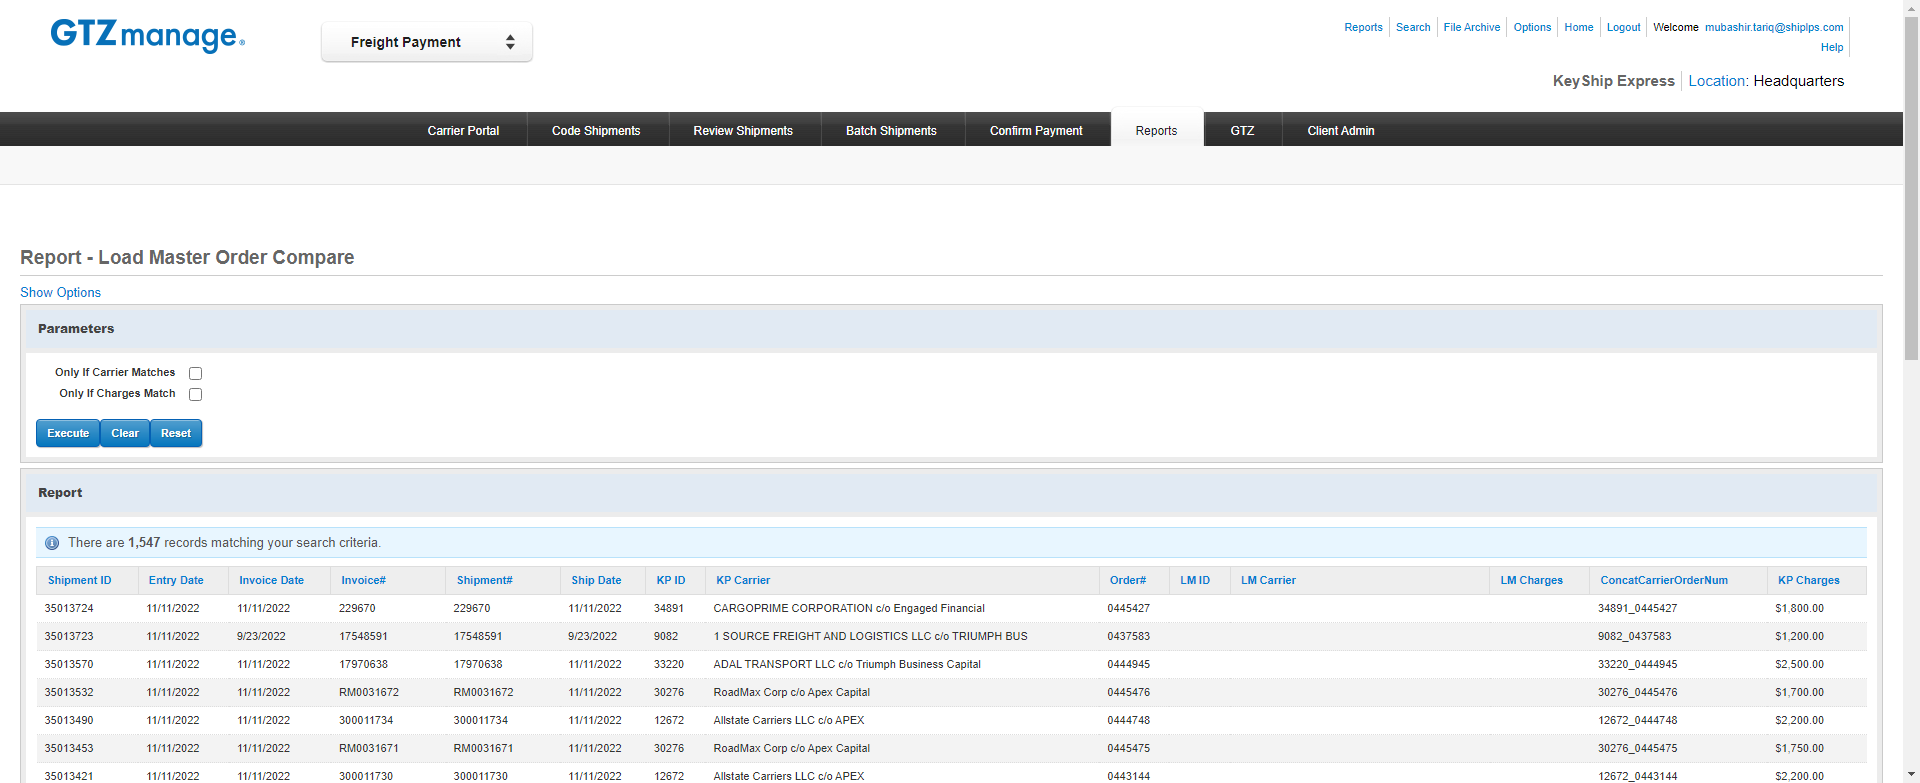 GTZmanage®
Freight Payment
Reports Search File Archive Options Home Logout Welcome mubashir.tariq@shiplps.com
Help
KeyShip Express Location: Headquarters
Carrier Portal Code Shipments Review Shipments Batch Shipments Confirm Payment Reports GTZ Client Admin
Report - Load Master Order Compare
Show Options
Parameters
Only If Carrier Matches
Only If Charges Match
Execute Clear Reset
Report
There are 1,547 records matching your search criteria.
Shipment ID Entry Date Invoice Date Invoice# Shipment# Ship Date KP ID KP Carrier Order# LM ID LM Carrier LM Charges ConcatCarrierOrderNum KP Charges
35013724 11/11/2022 11/11/2022 229670 229670 11/11/2022 34891 CARGOPRIME CORPORATION c/o Engaged Financial 0445427 34891_0445427 $1,800.00
35013723 11/11/2022 9/23/2022 17548591 17548591 9/23/2022 9082 1 SOURCE FREIGHT AND LOGISTICS LLC c/o TRIUMPH BUS 0437583 9082_0437583 $1,200.00
35013570 11/11/2022 11/11/2022 17970638 17970638 11/11/2022 33220 ADAL TRANSPORT LLC c/o Triumph Business Capital 0444945 33220_0444945 $2,500.00
35013532 11/11/2022 11/11/2022 RM0031672 RM0031672 11/11/2022 30276 RoadMax Corp c/o Apex Capital 0445476 30276_0445476 $1,700.00
35013490 11/11/2022 11/11/2022 300011734 300011734 11/11/2022 12672 Allstate Carriers LLC c/o APEX 0444748 12672_0444748 $2,200.00
35013453 11/11/2022 11/11/2022 RM0031671 RM0031671 11/11/2022 30276 RoadMax Corp c/o Apex Capital 0445475 30276_0445475 $1,750.00
35013421 11/11/2022 11/11/2022 300011730 300011730 11/11/2022 12672 Allstate Carriers LLC c/o APEX 0443144 12672_0443144 $2,200.00